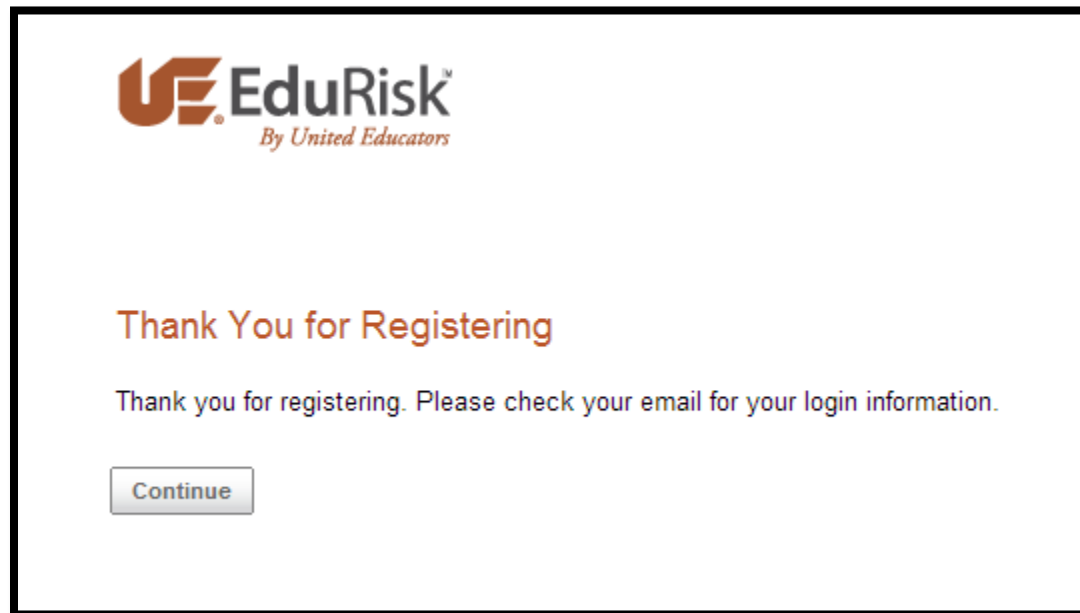 UE® EduRisk™
By United Educators
Thank You for Registering
Thank you for registering. Please check your email for your login information.
Continue